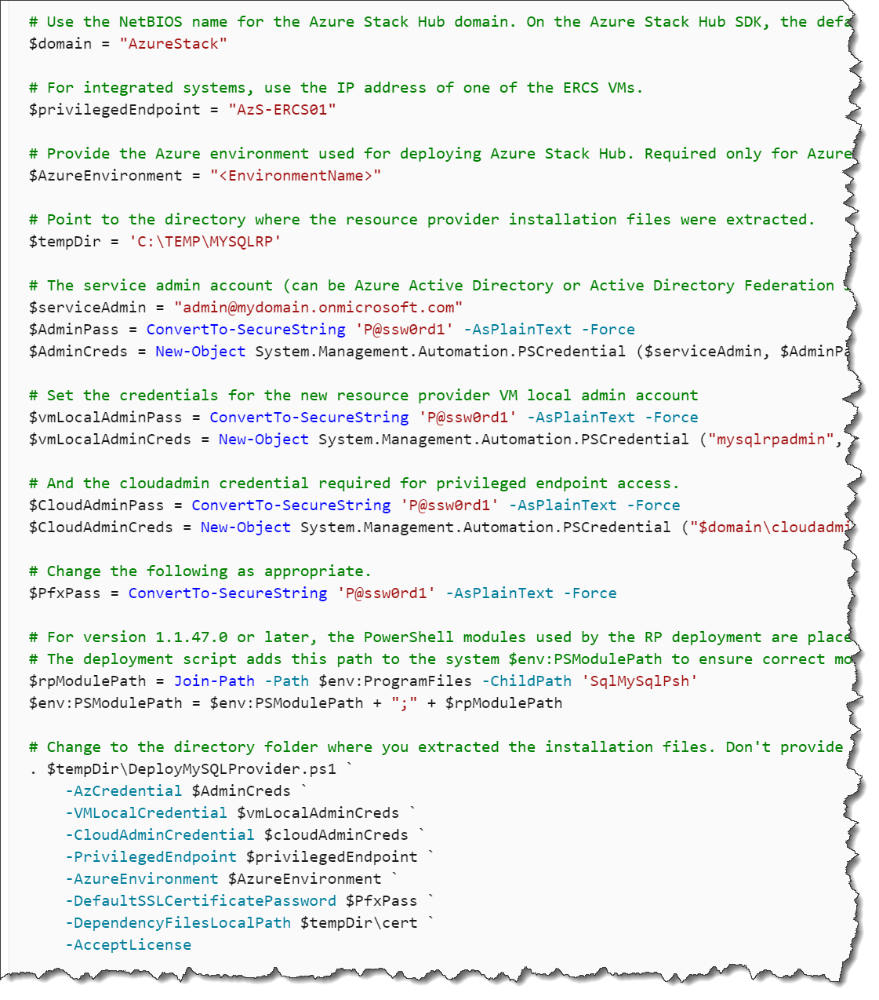 # Use the NetBIOS name for the Azure Stack Hub domain. On the Azure Stack Hub SDK, the
$domain = "AzureStack"
# For integrated systems, use the IP address of one of the ERCS VMs.
$privilegedEndpoint = "AzS-ERCS01"
# Provide the Azure environment used for deploying Azure Stack Hub. Required only for Azure
$AzureEnvironment = "<EnvironmentName>"
# Point to the directory where the resource provider installation files were extracted.
$tempDir = 'C:\TEMP\MYSQLRP'
# The service admin account (can be Azure Active Directory or Active Directory Federation
$serviceAdmin = "admin@mydomain.onmicrosoft.com"
$AdminPass = ConvertTo-SecureString 'P@ssw0rd1' -AsPlainText -Force
$AdminCreds = New-Object System.Management.Automation.PSCredential ($serviceAdmin,
# Set the credentials for the new resource provider VM local admin account
$vmLocalAdminPass = ConvertTo-SecureString 'P@ssw0rd1' -AsPlainText -Force
$vmLocalAdminCreds = New-Object System.Management.Automation.PSCredential ("mysqlrpadmin",
# And the cloudadmin credential required for privileged endpoint access.
$CloudAdminPass = ConvertTo-SecureString 'P@ssw0rd1' -AsPlainText -Force
$CloudAdminCreds = New-Object System.Management.Automation.PSCredential ("$domain\cloudadmi
# Change the following as appropriate.
$PfxPass = ConvertTo-SecureString 'P@ssw0rd1' -AsPlainText -Force
# For version 1.1.47.0 or later, the PowerShell modules used by the RP deployment are place
# The deployment script adds this path to the system $env:PSModulePath to ensure correct mo
$rpModulePath = Join-Path -Path $env:ProgramFiles -ChildPath 'SqlMySqlPsh'
$env:PSModulePath = $env:PSModulePath + ";" + $rpModulePath
# Change to the directory folder where you extracted the installation files. Don't provide
. $tempDir\DeployMySQLProvider.ps1 `
-AzCredential $AdminCreds `
-VMLocalCredential $vmLocalAdminCreds `
-CloudAdminCredential $cloudAdminCreds `
-PrivilegedEndpoint $privilegedEndpoint `
-AzureEnvironment $AzureEnvironment `
-DefaultSSLCertificatePassword $PfxPass `
-DependencyFilesLocalPath $tempDir\cert `
-AcceptLicense